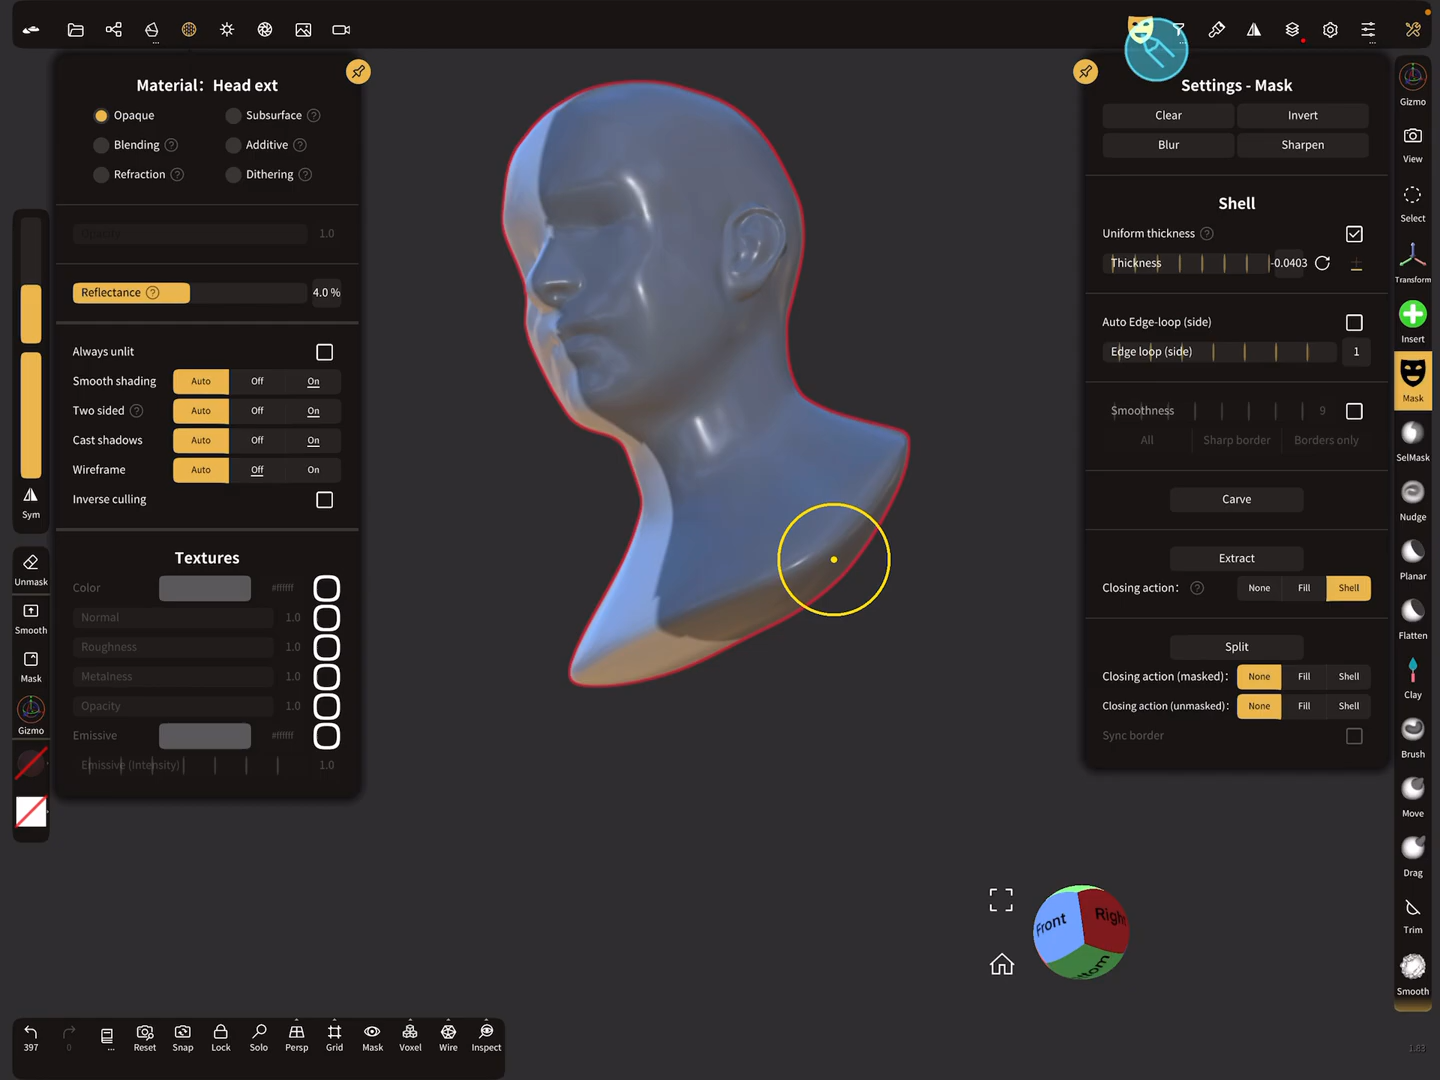 Material: Head ext
Opaque
Subsurface ?
Blending ?
Additive ?
Refraction ?
Dithering ?
Opacity 1.0
Reflectance ? 4.0 %
Always unlit
Smooth shading Auto Off On
Two sided ? Auto Off On
Cast shadows Auto Off On
Wireframe Auto Off On
Inverse culling
Textures
Color #ffffff
Normal 1.0
Roughness 1.0
Metalness 1.0
Opacity 1.0
Emissive #ffffff
Emissive (Intensity) 1.0
Sym
Unmask
Smooth
Mask
Gizmo
Settings - Mask
Clear Invert
Blur Sharpen
Shell
Uniform thickness ?
Thickness -0.0403
Auto Edge-loop (side)
Edge loop (side) 1
Smoothness 9
All Sharp border Borders only
Carve
Extract
Closing action: ? None Fill Shell
Split
Closing action (masked): None Fill Shell
Closing action (unmasked): None Fill Shell
Sync border
Gizmo
View
Select
Transform
Insert
Mask
SelMask
Nudge
Planar
Flatten
Clay
Brush
Move
Drag
Trim
Smooth
Front
Righ
tom
397
0
...
Reset
Snap
Lock
Solo
Persp
Grid
Mask
Voxel
Wire
Inspect
1.83